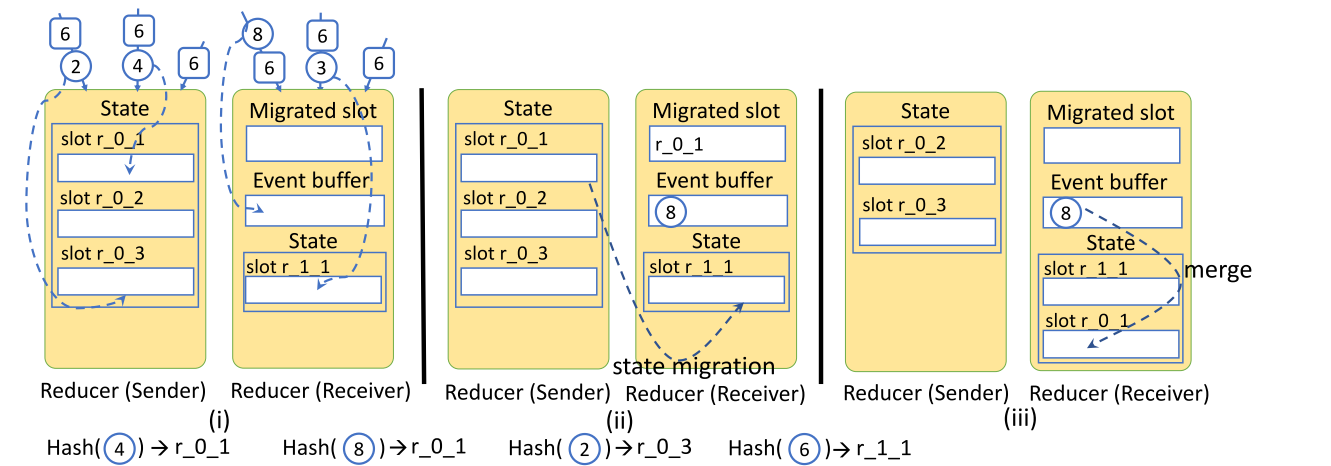 6
6
8
6
2
4
6
6
3
6
State
slot r_0_1
slot r_0_2
slot r_0_3
Reducer (Sender)
Migrated slot
Event buffer
State
slot r_1_1
Reducer (Receiver)
(i)
State
slot r_0_1
slot r_0_2
slot r_0_3
Reducer (Sender)
Migrated slot
r_0_1
Event buffer
8
State
slot r_1_1
state migration
Reducer (Receiver)
(ii)
State
slot r_0_2
slot r_0_3
Reducer (Sender)
Migrated slot
Event buffer
8
State
slot r_1_1
merge
slot r_0_1
Reducer (Receiver)
(iii)
Hash( 4 ) → r_0_1
Hash( 8 ) → r_0_1
Hash( 2 ) → r_0_3
Hash( 6 ) → r_1_1